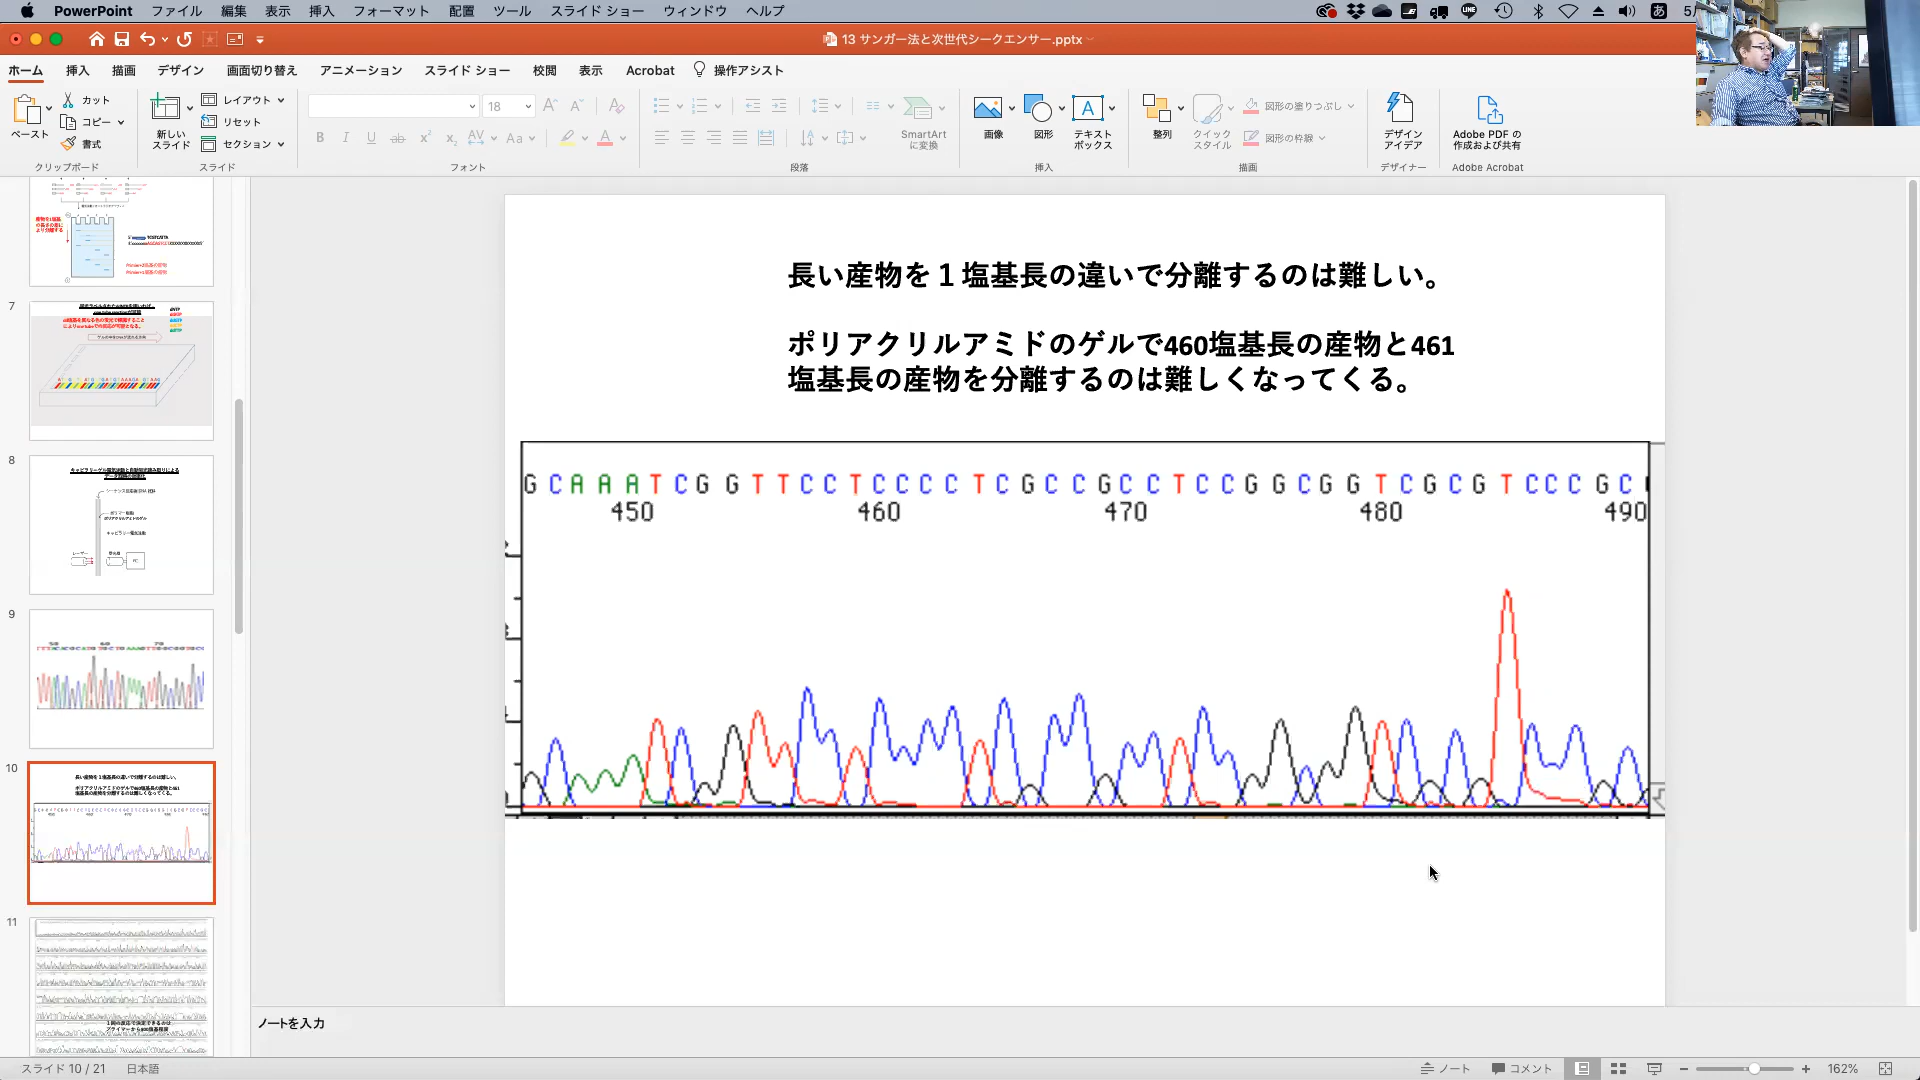 PowerPoint ファイル 編集 表示 挿入 フォーマット 配置 ツール スライド ショー ウィンドウ ヘルプ
13 サンガー法と次世代シークエンサー.pptx
ホーム 挿入 描画 デザイン 画面切り替え アニメーション スライド ショー 校閲 表示 Acrobat 操作アシスト
ペースト カット コピー 書式
クリップボード
新しい
スライド
レイアウト
リセット
セクション
スライド
18
フォント
段落
SmartArt
に変換
画像 図形 テキスト
ボックス
挿入
整列 クイック
スタイル
図形の塗りつぶし
図形の枠線
描画
デザイン
アイデア
デザイナー
Adobe PDF の
作成および共有
Adobe Acrobat
7
8
9
10
11
長い産物を１塩基長の違いで分離するのは難しい。
ポリアクリルアミドのゲルで460塩基長の産物と461
塩基長の産物を分離するのは難しくなってくる。
G C A A A T C G G T T C C T C C C C T C G C C G C C T C C G G C G G T C G C G T C C C G C
450 460 470 480 490
ノートを入力
スライド 10 / 21 日本語
ノート コメント 162%